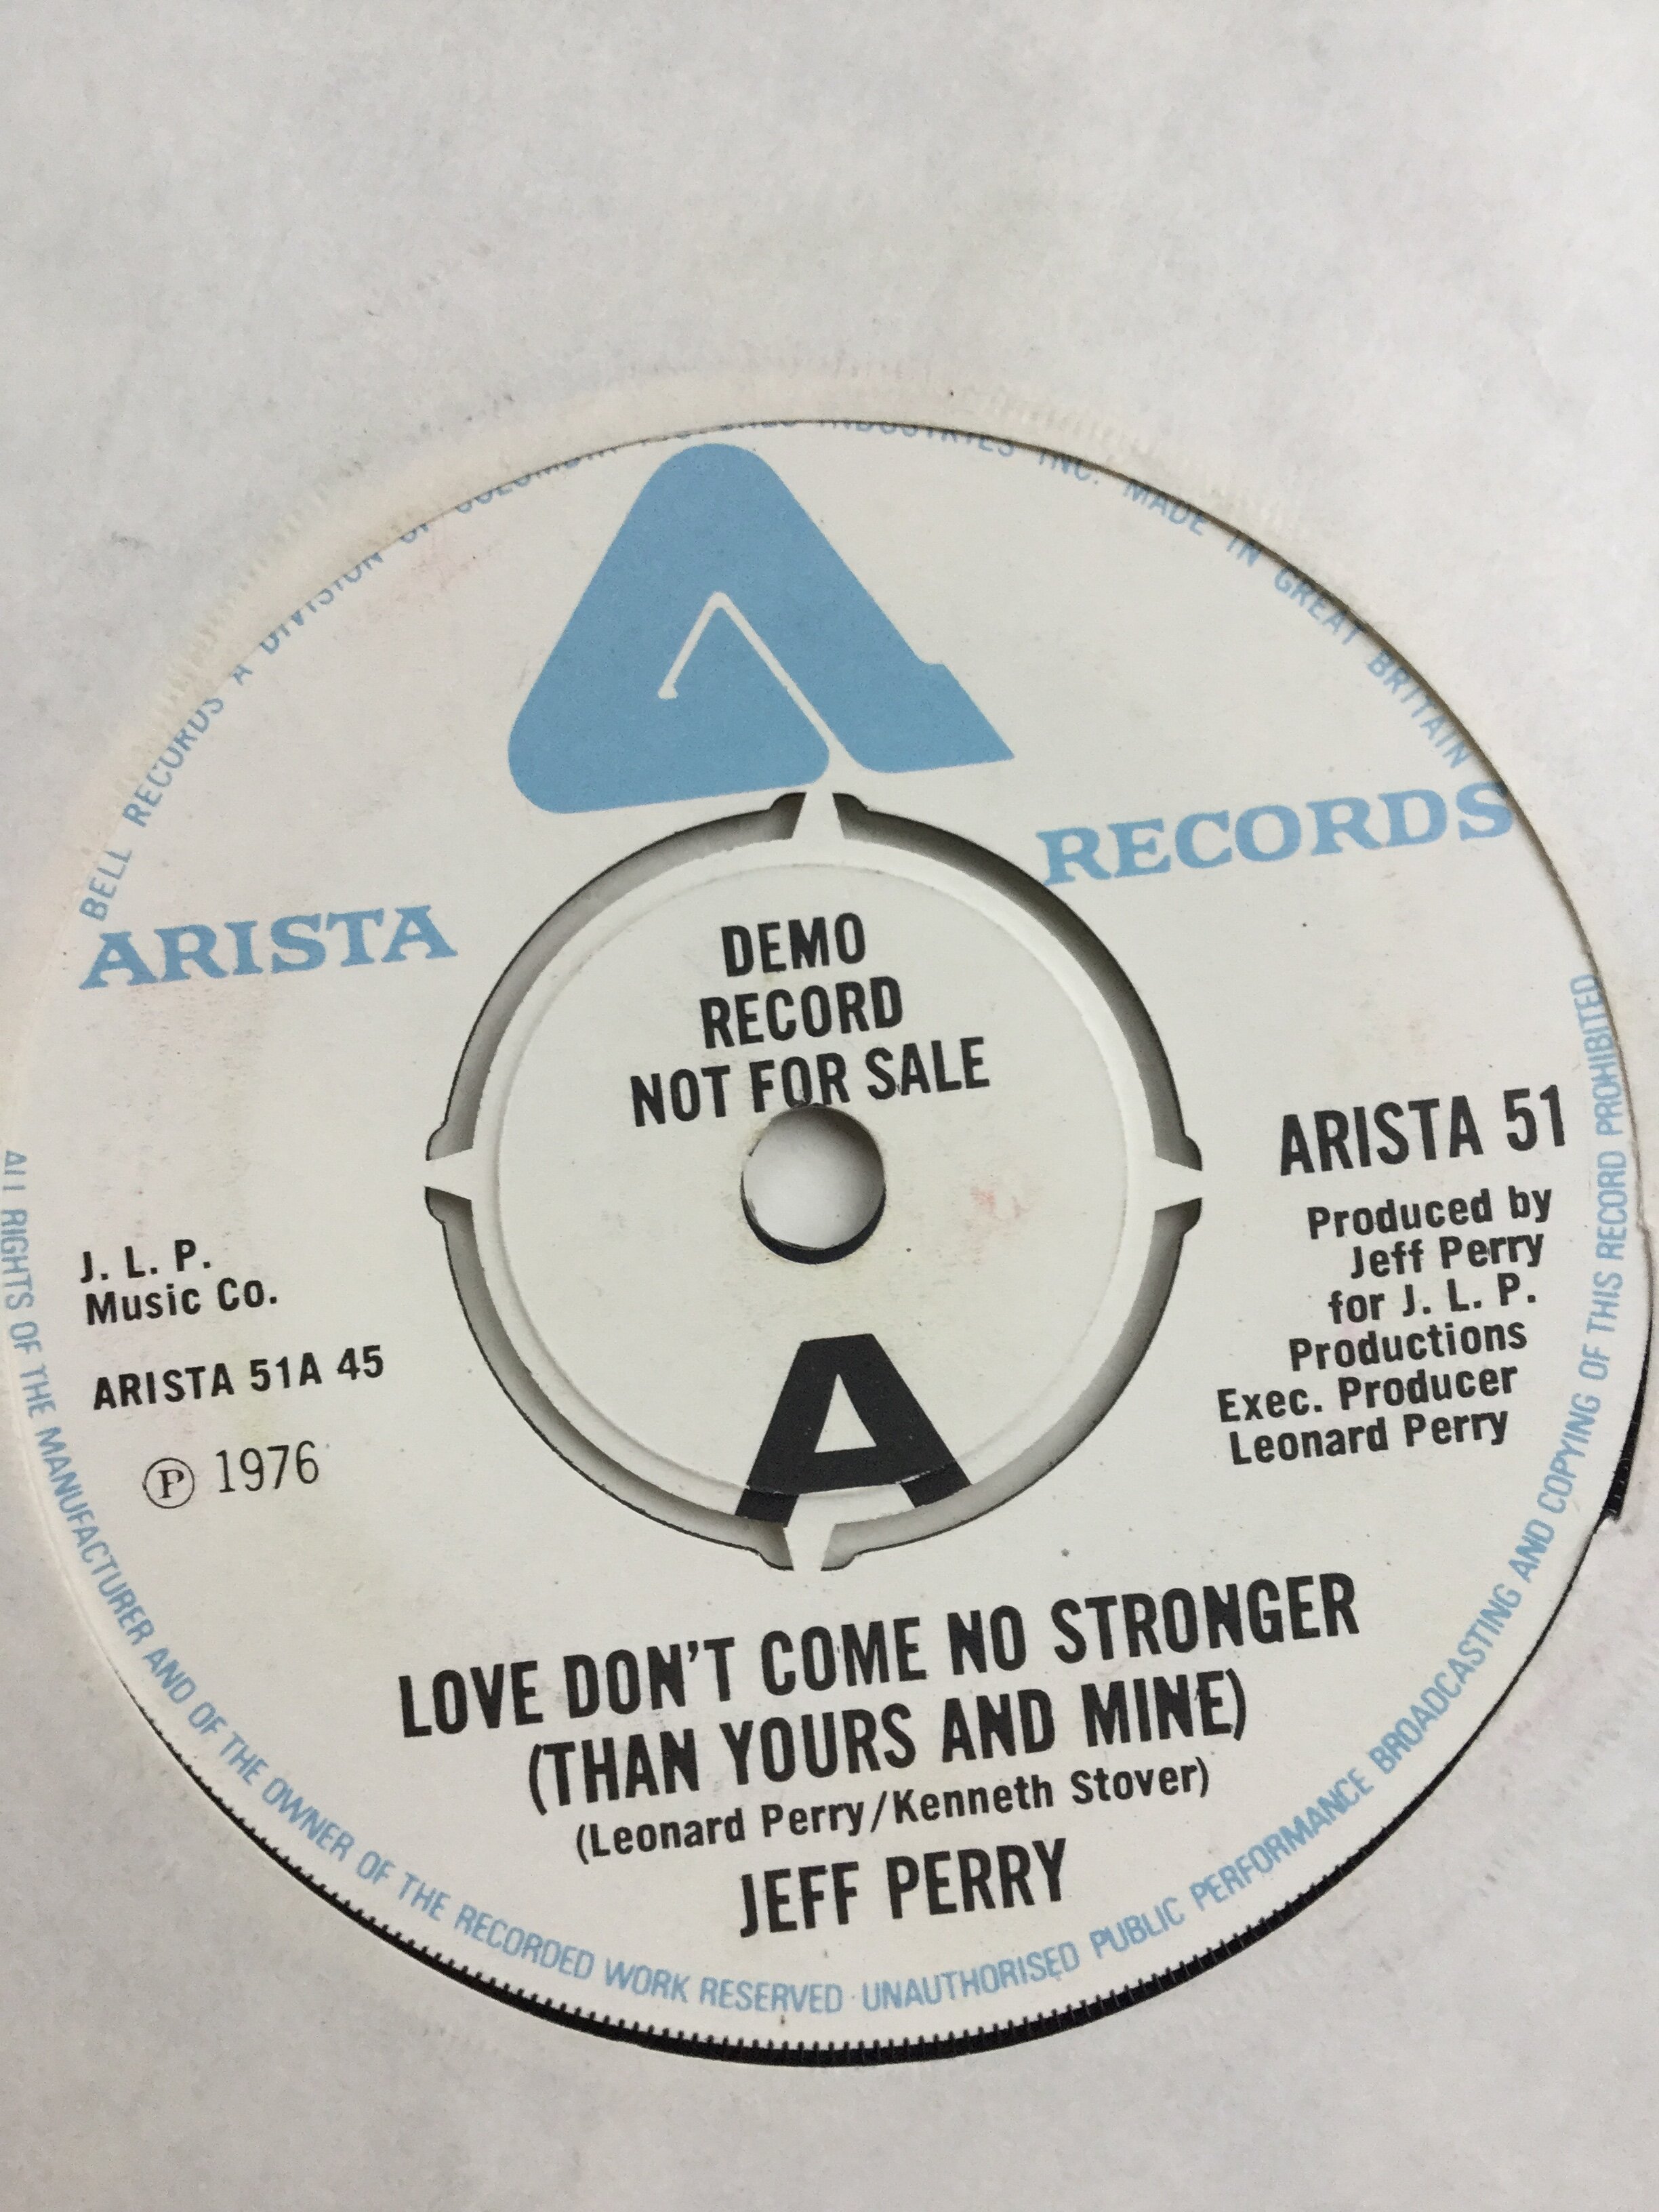 BELL RECORDS A DIVISION OF COLUMBIA INDUSTRIES INC. MADE IN GREAT BRITAIN
ARISTA RECORDS
DEMO
RECORD
NOT FOR SALE
ARISTA 51
Produced by
Jeff Perry
for J. L. P.
Productions
Exec. Producer
Leonard Perry
J. L. P.
Music Co.
ARISTA 51A 45
Ⓟ 1976
A
LOVE DON'T COME NO STRONGER
(THAN YOURS AND MINE)
(Leonard Perry/Kenneth Stover)
JEFF PERRY
ALL RIGHTS OF THE MANUFACTURER AND OF THE OWNER OF THE RECORDED WORK RESERVED · UNAUTHORISED PUBLIC PERFORMANCE BROADCASTING AND COPYING OF THIS RECORD PROHIBITED